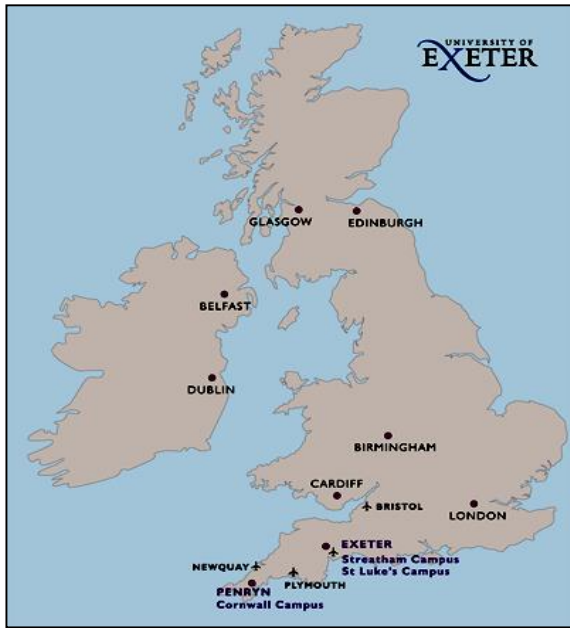 UNIVERSITY OF
EXETER
GLASGOW
EDINBURGH
BELFAST
DUBLIN
BIRMINGHAM
CARDIFF
BRISTOL
LONDON
EXETER
Streatham Campus
St Luke's Campus
NEWQUAY
PLYMOUTH
PENRYN
Cornwall Campus